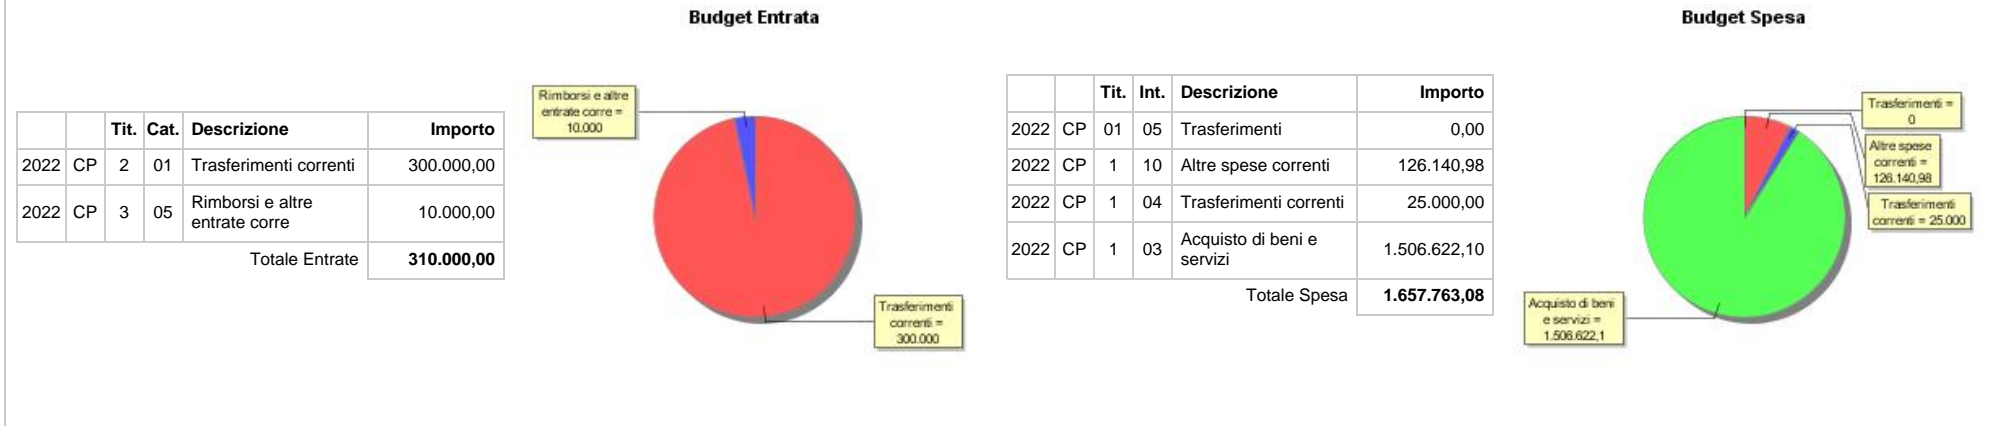 Budget Entrata
Tit. Cat. Descrizione Importo
2022 CP 2 01 Trasferimenti correnti 300.000,00
2022 CP 3 05 Rimborsi e altre
entrate corre 10.000,00
Totale Entrate 310.000,00
Rimborsi e altre
entrate corre =
10.000
Trasferimenti
correnti =
300.000
Budget Spesa
Tit. Int. Descrizione Importo
2022 CP 01 05 Trasferimenti 0,00
2022 CP 1 10 Altre spese correnti 126.140,98
2022 CP 1 04 Trasferimenti correnti 25.000,00
2022 CP 1 03 Acquisto di beni e
servizi 1.506.622,10
Totale Spesa 1.657.763,08
Trasferimenti =
0
Altre spese
correnti =
126.140,98
Trasferimenti
correnti = 25.000
Acquisto di beni
e servizi =
1.506.622,1